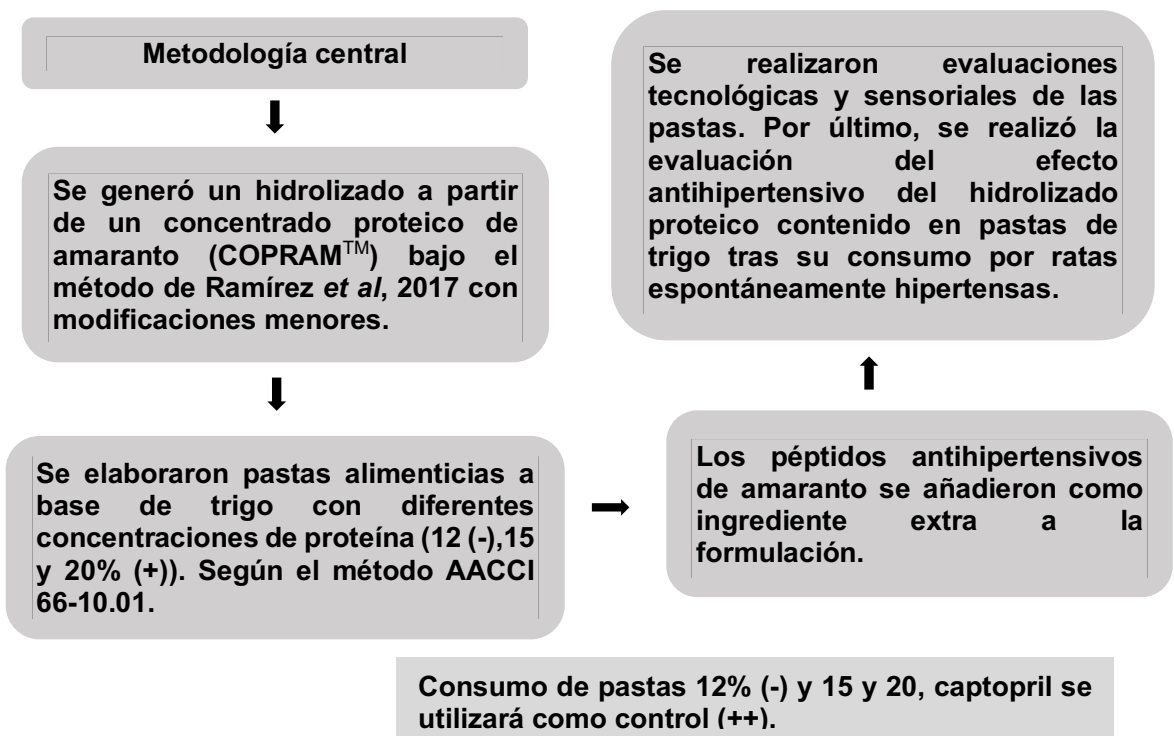 Metodología central
Se generó un hidrolizado a partir
de un concentrado proteico de
amaranto (COPRAM™) bajo el
método de Ramírez et al, 2017 con
modificaciones menores.
Se elaboraron pastas alimenticias a
base de trigo con diferentes
concentraciones de proteína (12 (-),15
y 20% (+)). Según el método AACCI
66-10.01.
Los péptidos antihipertensivos
de amaranto se añadieron como
ingrediente extra a la
formulación.
Se realizaron evaluaciones
tecnológicas y sensoriales de las
pastas. Por último, se realizó la
evaluación del efecto
antihipertensivo del hidrolizado
proteico contenido en pastas de
trigo tras su consumo por ratas
espontáneamente hipertensas.
Consumo de pastas 12% (-) y 15 y 20, captopril se
utilizará como control (++).